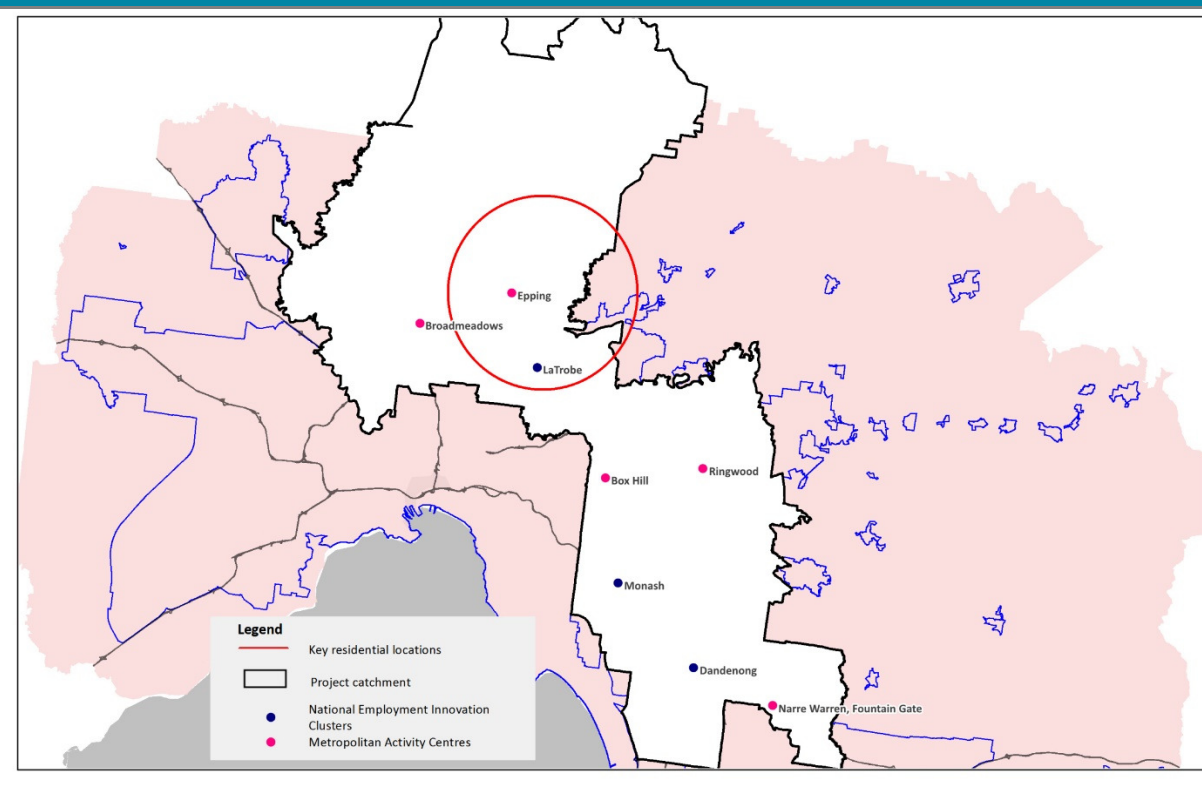 Epping
Broadmeadows
LaTrobe
Box Hill
Ringwood
Monash
Dandenong
Narre Warren, Fountain Gate
Legend
Key residential locations
Project catchment
National Employment Innovation
Clusters
Metropolitan Activity Centres